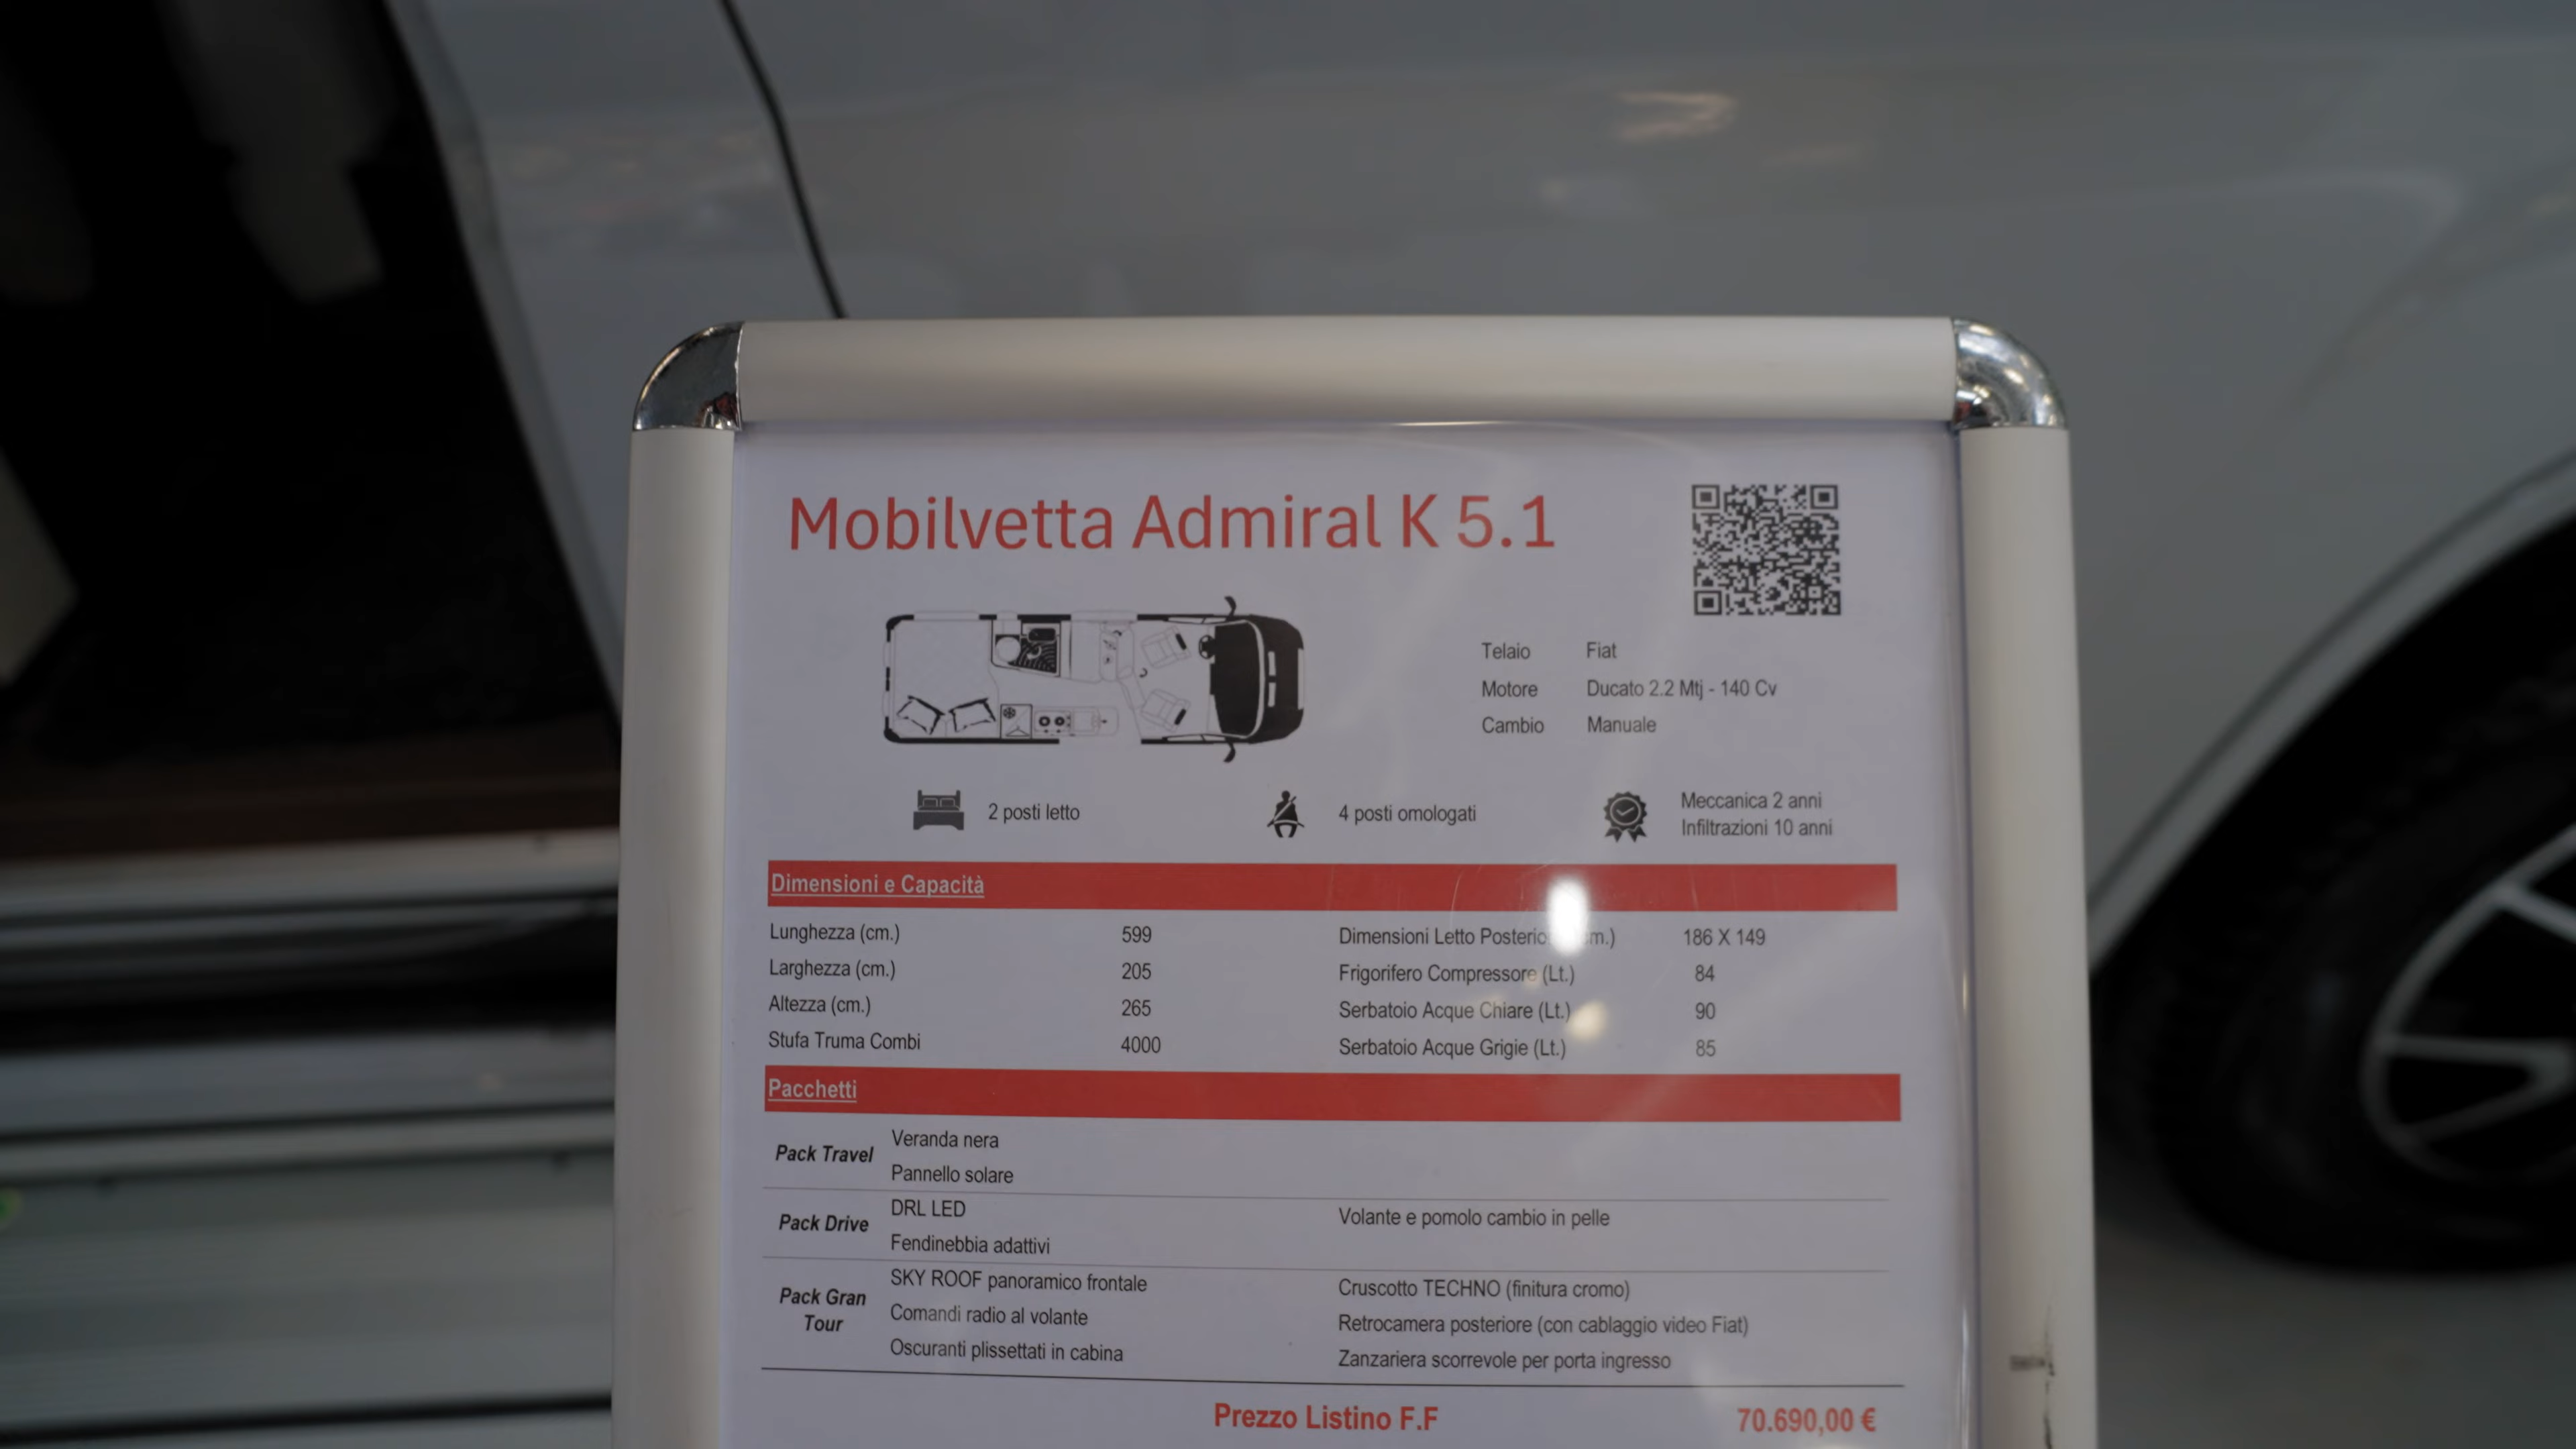 Mobilvetta Admiral K 5.1
Telaio Fiat
Motore Ducato 2.2 Mtj - 140 Cv
Cambio Manuale
2 posti letto
4 posti omologati
Meccanica 2 anni
Infiltrazioni 10 anni
Dimensioni e Capacità
Lunghezza (cm.) 599 Dimensioni Letto 186 X 149
Larghezza (cm.) 205 Frigorifero Compressore (Lt.) 84
Altezza (cm.) 265 Serbatoio Acque Chiare (Lt.) 90
Stufa Truma Combi 4000 Serbatoio Acque Grigie (Lt.) 85
Pacchetti
Pack Travel
Veranda nera
Pannello solare
Pack Drive
DRL LED Volante e pomolo cambio in pelle
Fendinebbia adattivi
Pack Gran
Tour
SKY ROOF panoramico frontale Cruscotto TECHNO (finitura cromo)
Comandi radio al volante Retrocamera posteriore (con cablaggio video Fiat)
Oscuranti plissettati in cabina Zanzariera scorrevole per porta ingresso
Prezzo Listino F.F 70.690,00 €